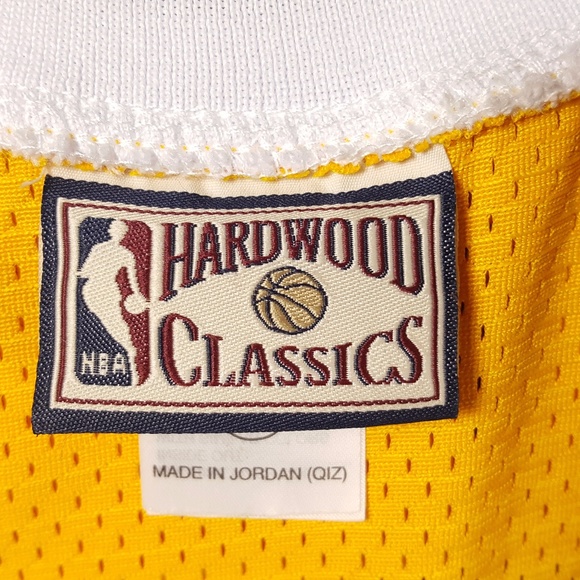 HARDWOOD
CLASSICS
NBA
MADE IN JORDAN (QIZ)